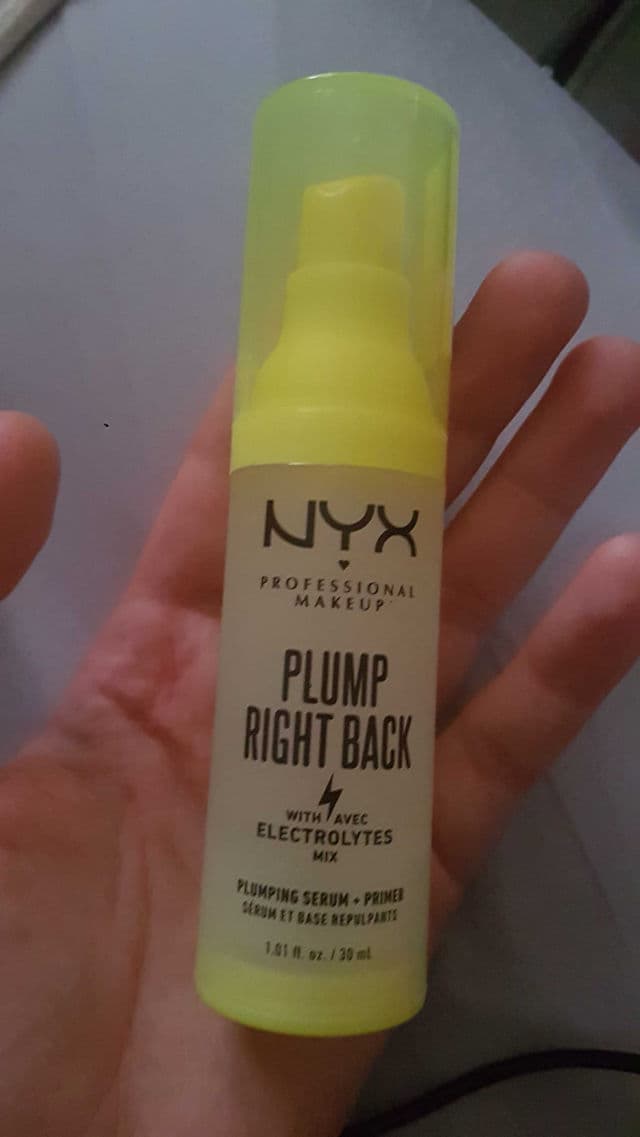 NYX
PROFESSIONAL
MAKEUP
PLUMP
RIGHT BACK
WITH AVEC
ELECTROLYTES
MIX
PLUMPING SERUM + PRIMER
SÉRUM ET BASE REPULPANTS
1.01 fl. oz. / 30 mL